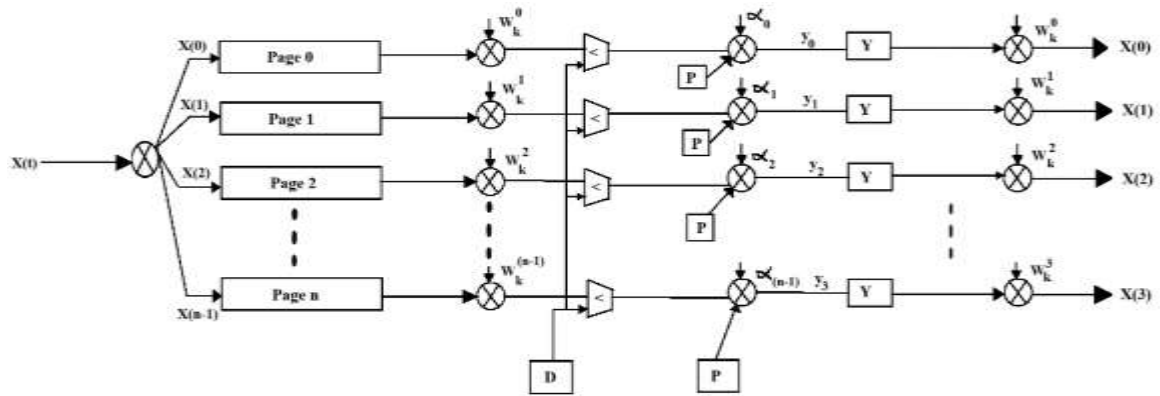 X(t)
X(0) Page 0 W_k^0 < α_0 P y_0 Y W_k^0 X(0)
X(1) Page 1 W_k^1 < α_1 P y_1 Y W_k^1 X(1)
X(2) Page 2 W_k^2 < α_2 P y_2 Y W_k^2 X(2)
X(n-1) Page n W_k^(n-1) < α_(n-1) P y_3 Y W_k^3 X(3)
D